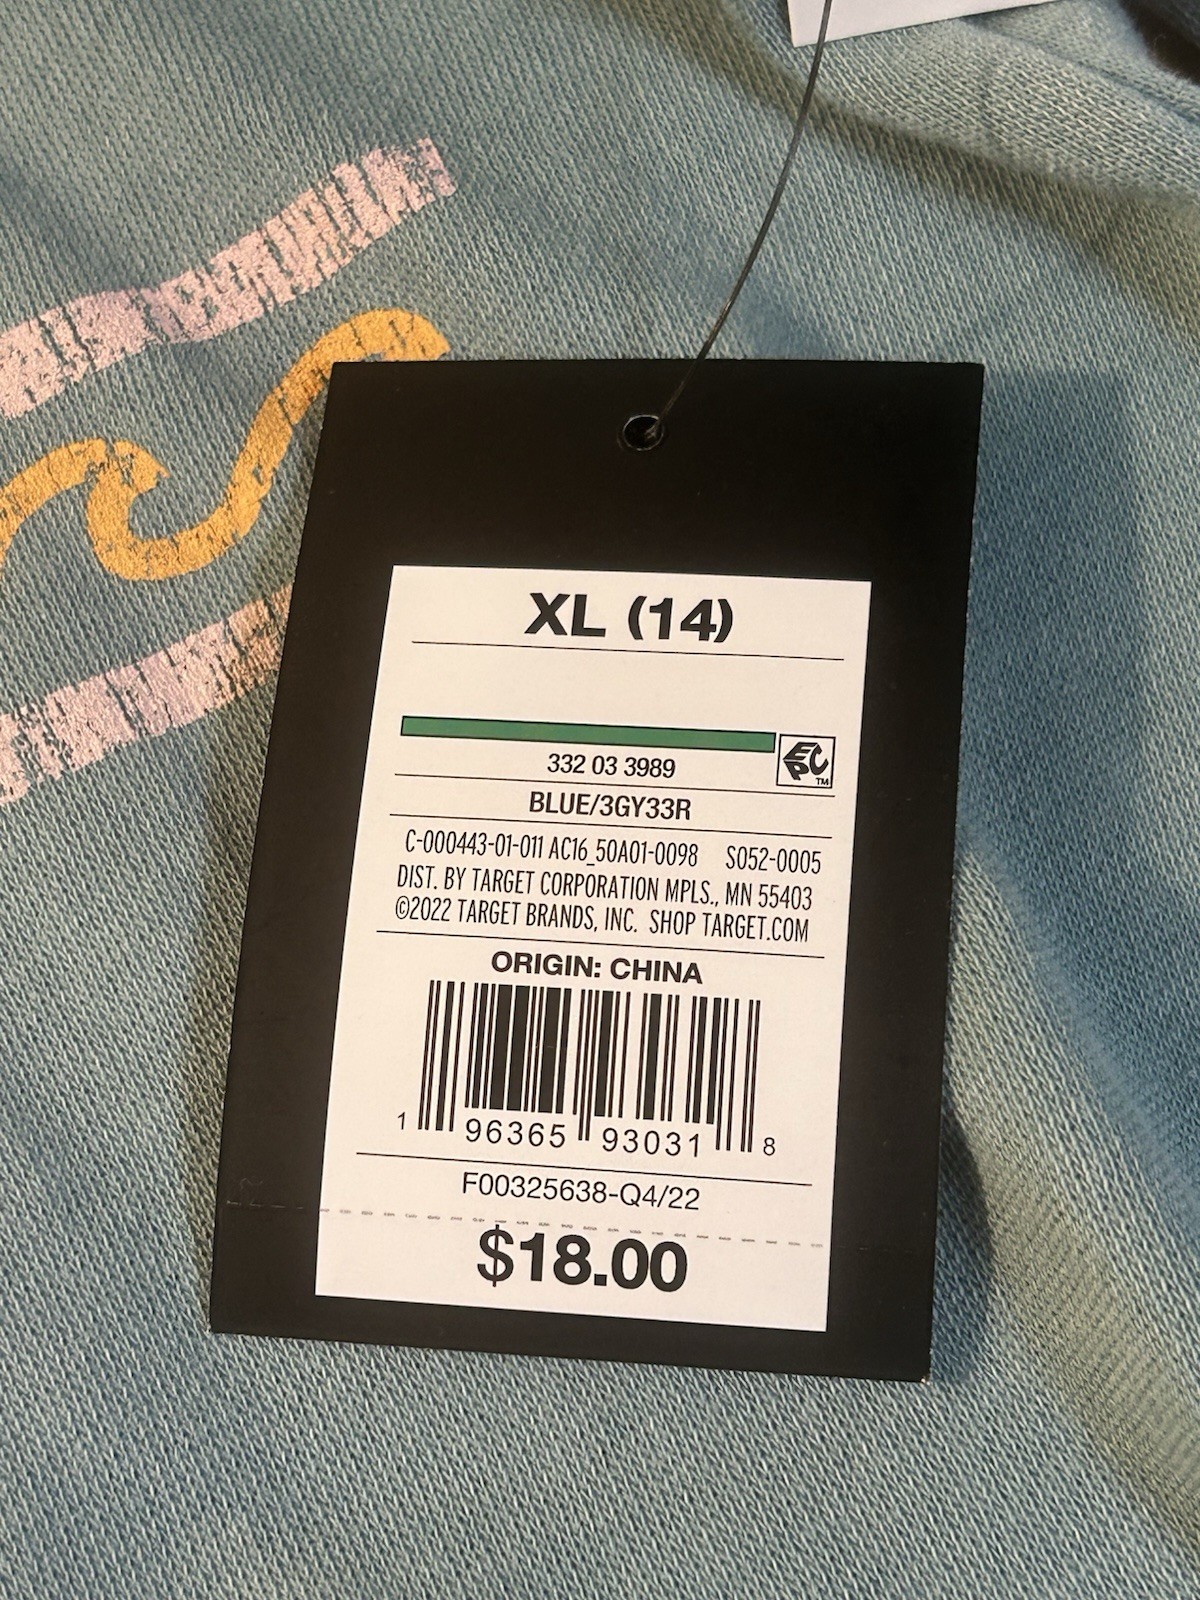 XL (14)
332 03 3989
EPC™
BLUE/3GY33R
C-000443-01-011 AC16_50A01-0098 S052-0005
DIST. BY TARGET CORPORATION MPLS., MN 55403
©2022 TARGET BRANDS, INC. SHOP TARGET.COM
ORIGIN: CHINA
1 96365 93031 8
F00325638-Q4/22
$18.00